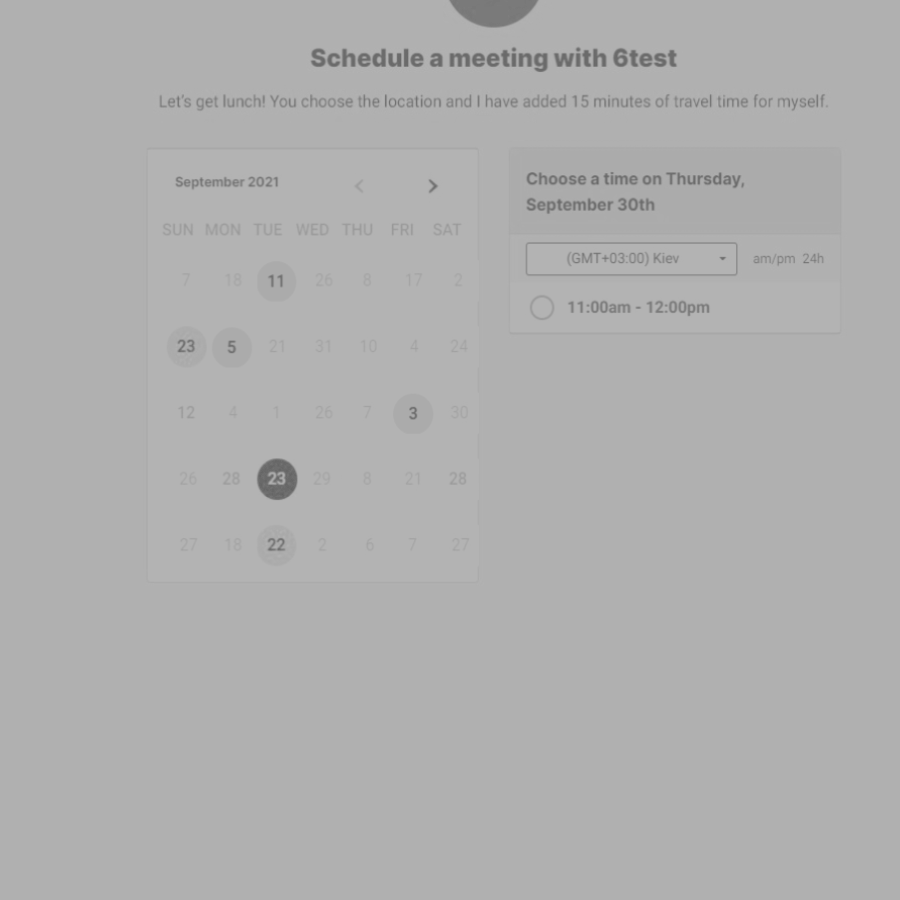 Schedule a meeting with 6test
Let's get lunch! You choose the location and I have added 15 minutes of travel time for myself.
September 2021
SUN MON TUE WED THU FRI SAT
7 18 11 26 8 17 2
23 5 21 31 10 4 24
12 4 1 26 7 3 30
26 28 23 29 8 21 28
27 18 22 2 6 7 27
Choose a time on Thursday,
September 30th
(GMT+03:00) Kiev am/pm 24h
11:00am - 12:00pm